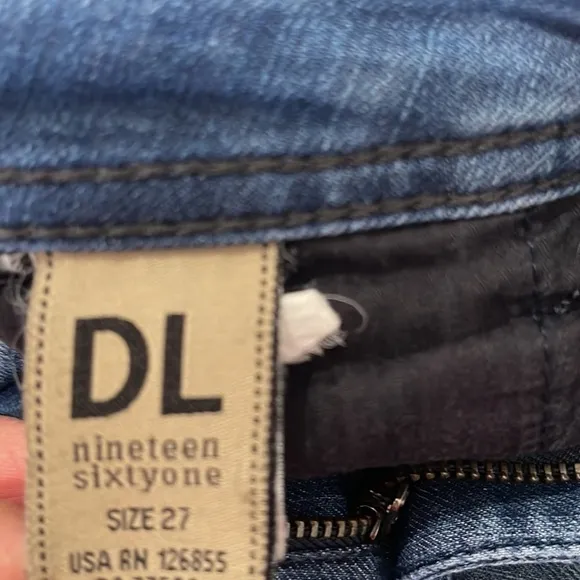 DL
nineteen
sixtyone
SIZE 27
USA RN 126855